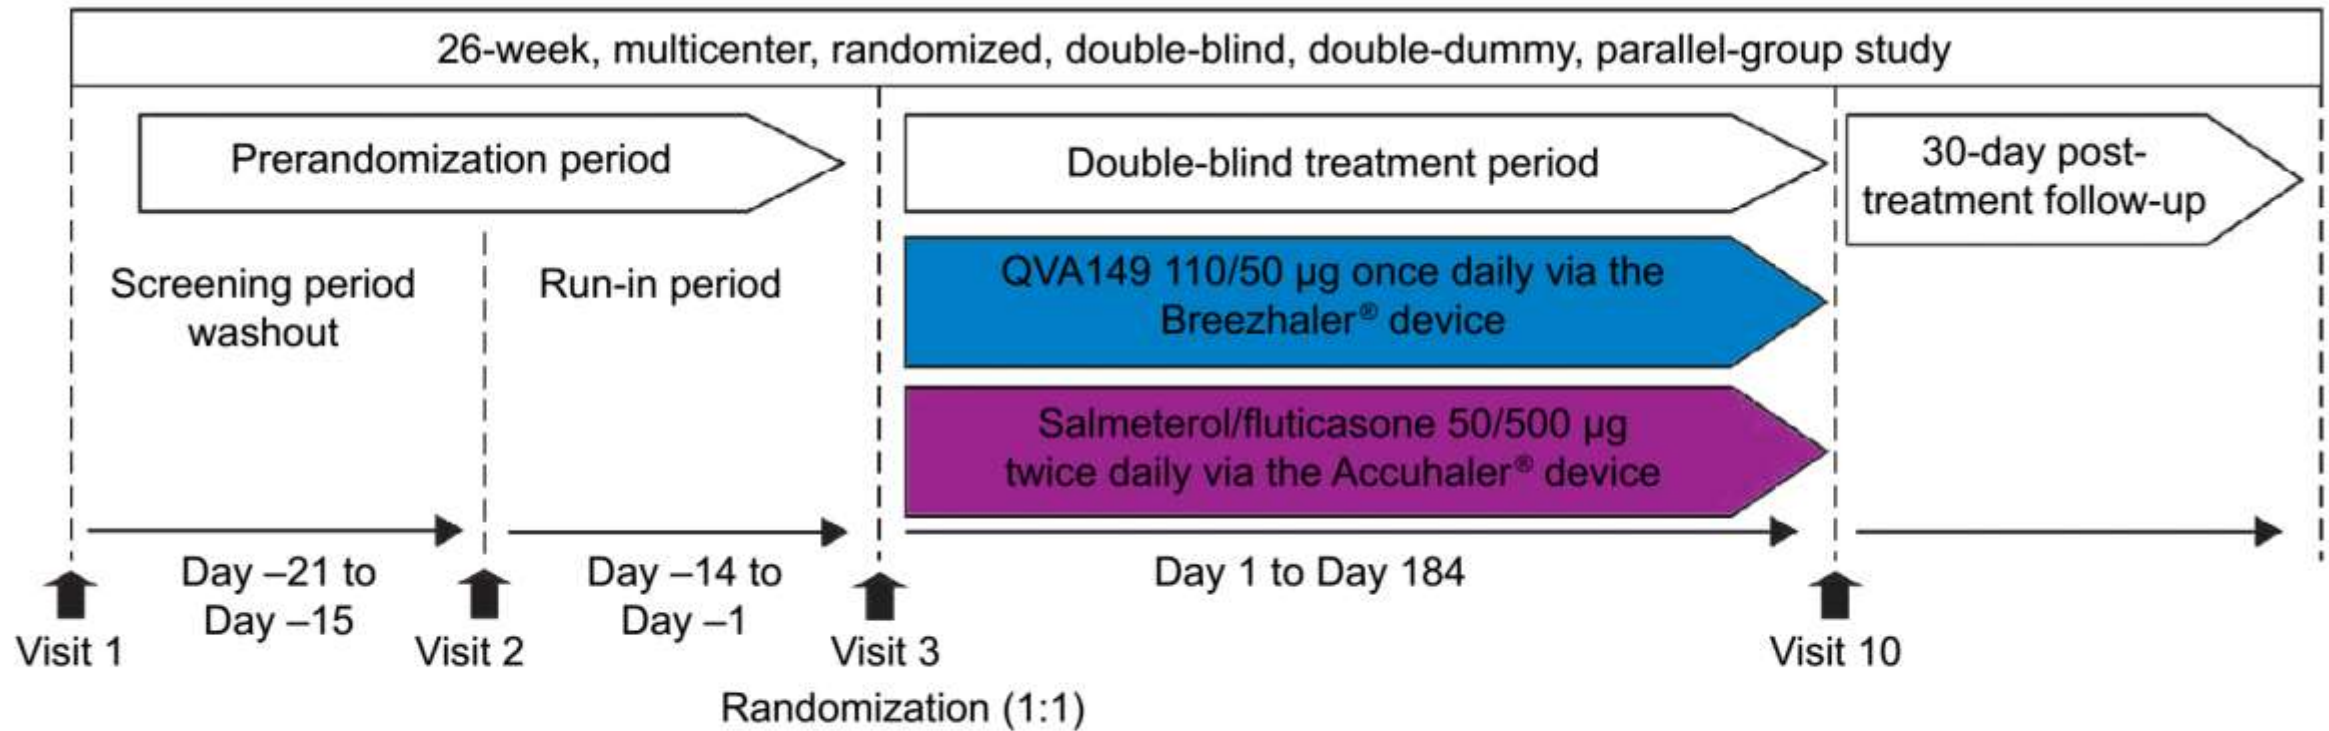 26-week, multicenter, randomized, double-blind, double-dummy, parallel-group study
Prerandomization period
Double-blind treatment period
30-day post-
treatment follow-up
Screening period
washout
Run-in period
QVA149 110/50 µg once daily via the
Breezhaler® device
Salmeterol/fluticasone 50/500 µg
twice daily via the Accuhaler® device
Day –21 to
Day –15
Day –14 to
Day –1
Day 1 to Day 184
Visit 1
Visit 2
Visit 3
Visit 10
Randomization (1:1)